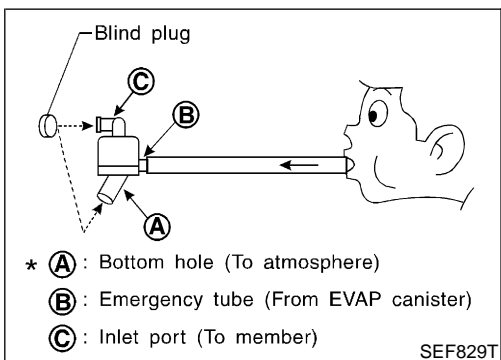 Blind plug
C
B
A
* A : Bottom hole (To atmosphere)
B : Emergency tube (From EVAP canister)
C : Inlet port (To member)
SEF829T